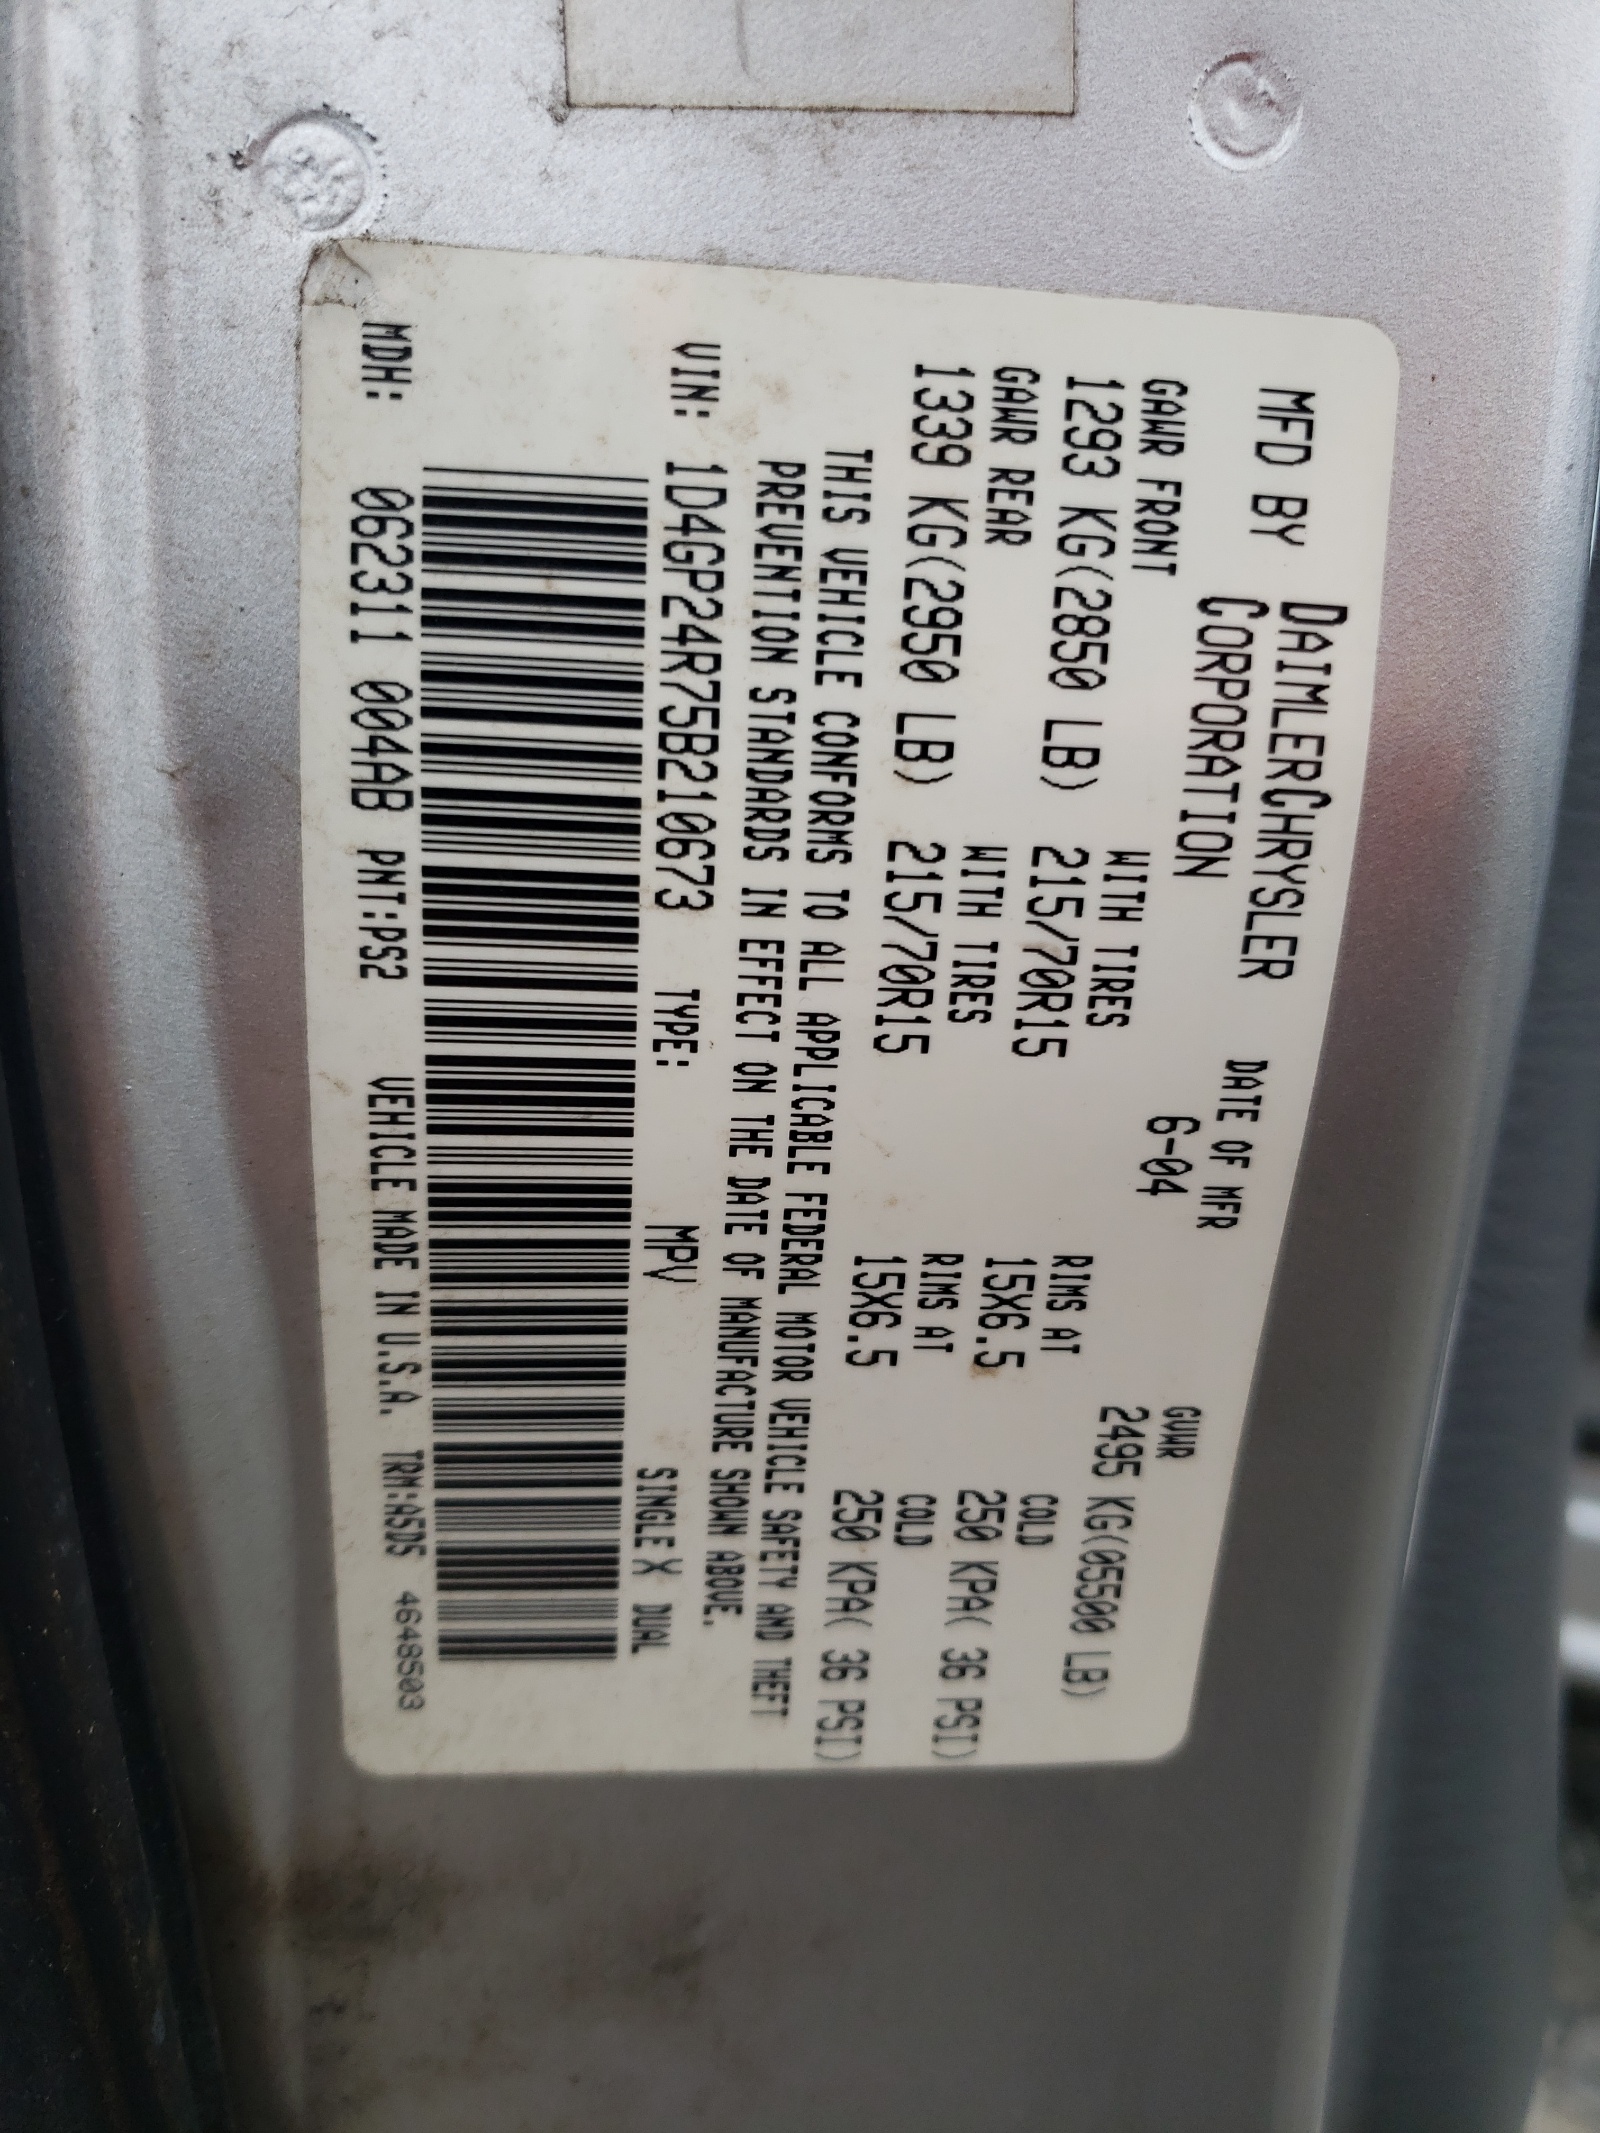 MFD BY DAIMLERCHRYSLER CORPORATION
DATE OF MFR 6-04
GVWR 2495 KG(05500 LB)
GAWR FRONT WITH TIRES RIMS AT COLD
1293 KG(2850 LB) 215/70R15 15X6.5 250 KPA( 36 PSI)
GAWR REAR WITH TIRES RIMS AT COLD
1339 KG(2950 LB) 215/70R15 15X6.5 250 KPA( 36 PSI)
THIS VEHICLE CONFORMS TO ALL APPLICABLE FEDERAL MOTOR VEHICLE SAFETY AND THEFT
PREVENTION STANDARDS IN EFFECT ON THE DATE OF MANUFACTURE SHOWN ABOVE.
VIN: 1D4GP24R75B210673 TYPE: MPV SINGLE X DUAL
MDH: 062311 004AB PNT:PS2 VEHICLE MADE IN U.S.A. TRM:A5DS 4648503